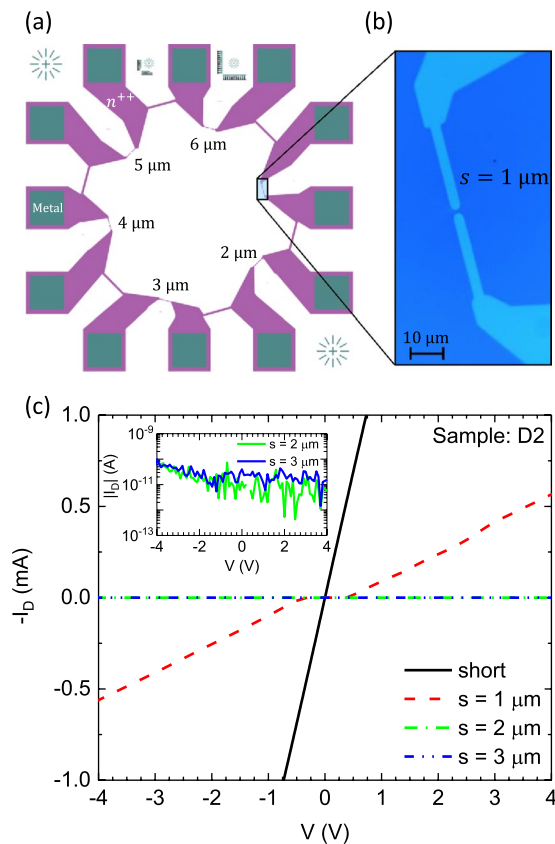 (a)
(b)
n++
6 μm
5 μm
s = 1 μm
Metal
4 μm
2 μm
3 μm
10 μm
(c)
1.0
0.5
0.0
-0.5
-1.0
-I_D (mA)
Sample: D2
10^-9
10^-11
10^-13
|I_D| (A)
s = 2 μm
s = 3 μm
-4 -2 0 2 4
V (V)
short
s = 1 μm
s = 2 μm
s = 3 μm
-4 -3 -2 -1 0 1 2 3 4
V (V)